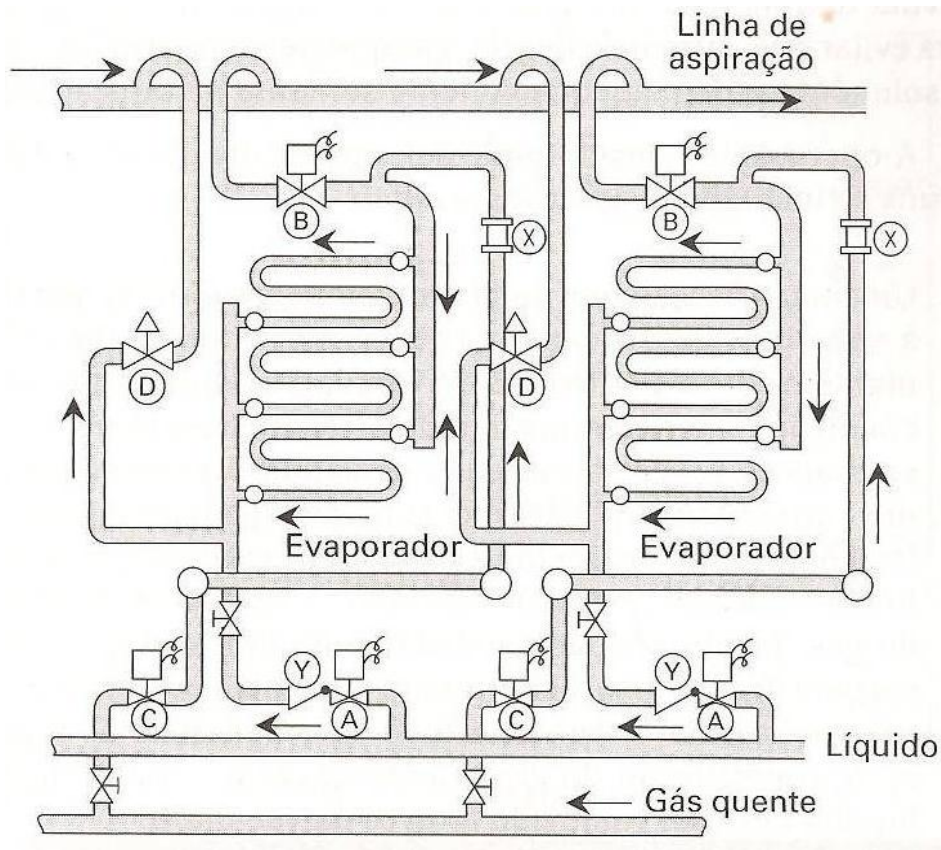 Linha de
aspiração
B
B
X
X
D
D
Evaporador
Evaporador
Y
Y
C
A
C
A
Líquido
Gás quente